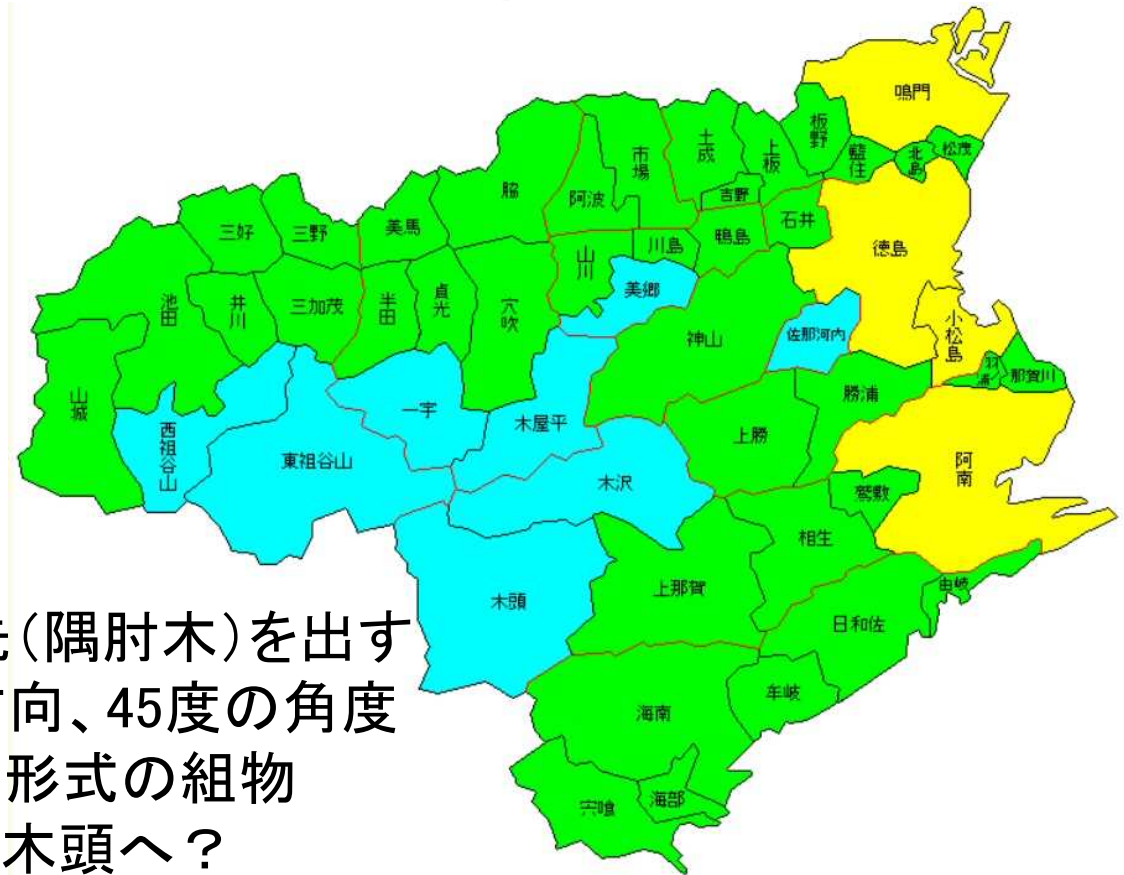 鳴門
板野
藍住
北島
松茂
上板
土成
吉野
市場
阿波
脇
美馬
三野
三好
石井
鴨島
川島
山川
徳島
美郷
佐那河内
神山
小松島
羽浦
那賀川
穴吹
貞光
半田
三加茂
井川
池田
山城
西祖谷山
東祖谷山
一宇
木屋平
木沢
上勝
勝浦
阿南
鷲敷
相生
上那賀
木頭
由岐
日和佐
牟岐
海南
海部
宍喰
(隅肘木)を出す
向、45度の角度
形式の組物
木頭へ？